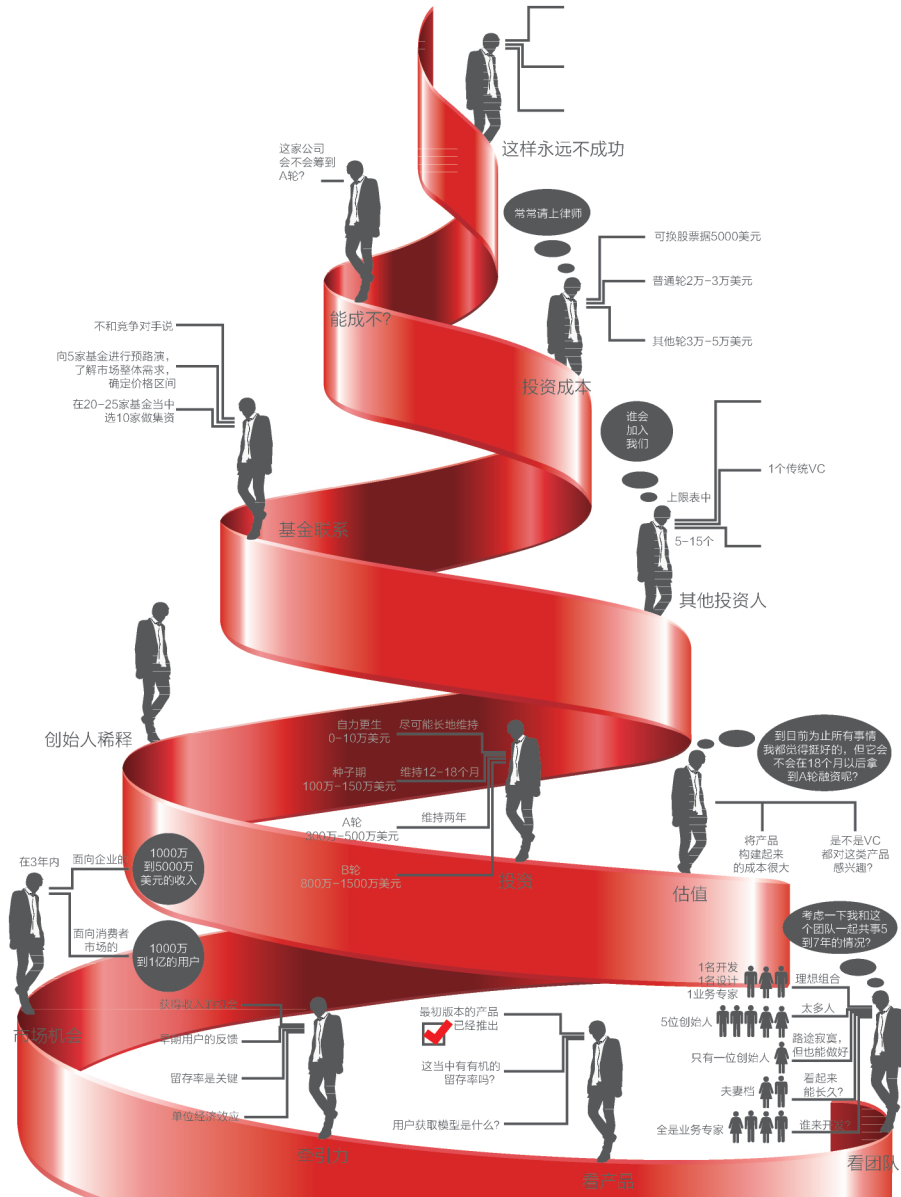 这样永远不成功
这家公司
会不会筹到
A轮?
能成不?
常常请上律师
可换股票据5000美元
普通轮2万-3万美元
其他轮3万-5万美元
投资成本
不和竞争对手说
向5家基金进行预路演，
了解市场整体需求，
确定价格区间
在20-25家基金当中
选10家做集资
基金联系
谁会
加入
我们
上限表中
1个传统VC
5-15个
其他投资人
创始人稀释
自力更生
0-10万美元
尽可能长地维持
种子期
100万-150万美元
维持12-18个月
A轮
300万-500万美元
维持两年
B轮
800万-1500万美元
投资
到目前为止所有事情
我都觉得挺好的，但它会
不会在18个月以后拿
到A轮融资呢?
将产品
构建起来
的成本很大
是不是VC
都对这类产品
感兴趣?
估值
在3年内
面向企业的
1000万
到5000万
美元的收入
面向消费者
市场的
1000万
到1亿的用户
市场机会
早期用户的反馈
留存率是关键
单位经济效应
牵引力
最初版本的产品
已经推出
这当中有有机的
留存率吗?
用户获取模型是什么?
看产品
考虑一下我和这
个团队一起共事5
到7年的情况?
1名开发
1名设计
1业务专家
理想组合
5位创始人
太多人
只有一位创始人
路途寂寞，
但也能做好
夫妻档
看起来
能长久?
全是业务专家
谁来开发?
看团队